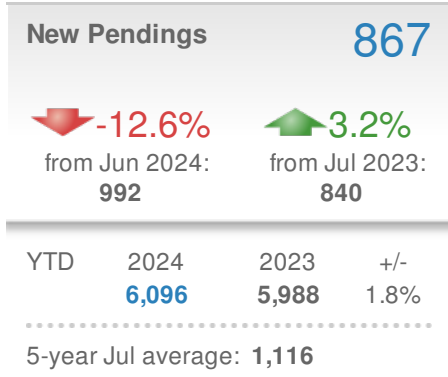 New Pendings 867
-12.6% 3.2%
from Jun 2024: from Jul 2023:
992 840
YTD 2024 2023 +/-
6,096 5,988 1.8%
5-year Jul average: 1,116